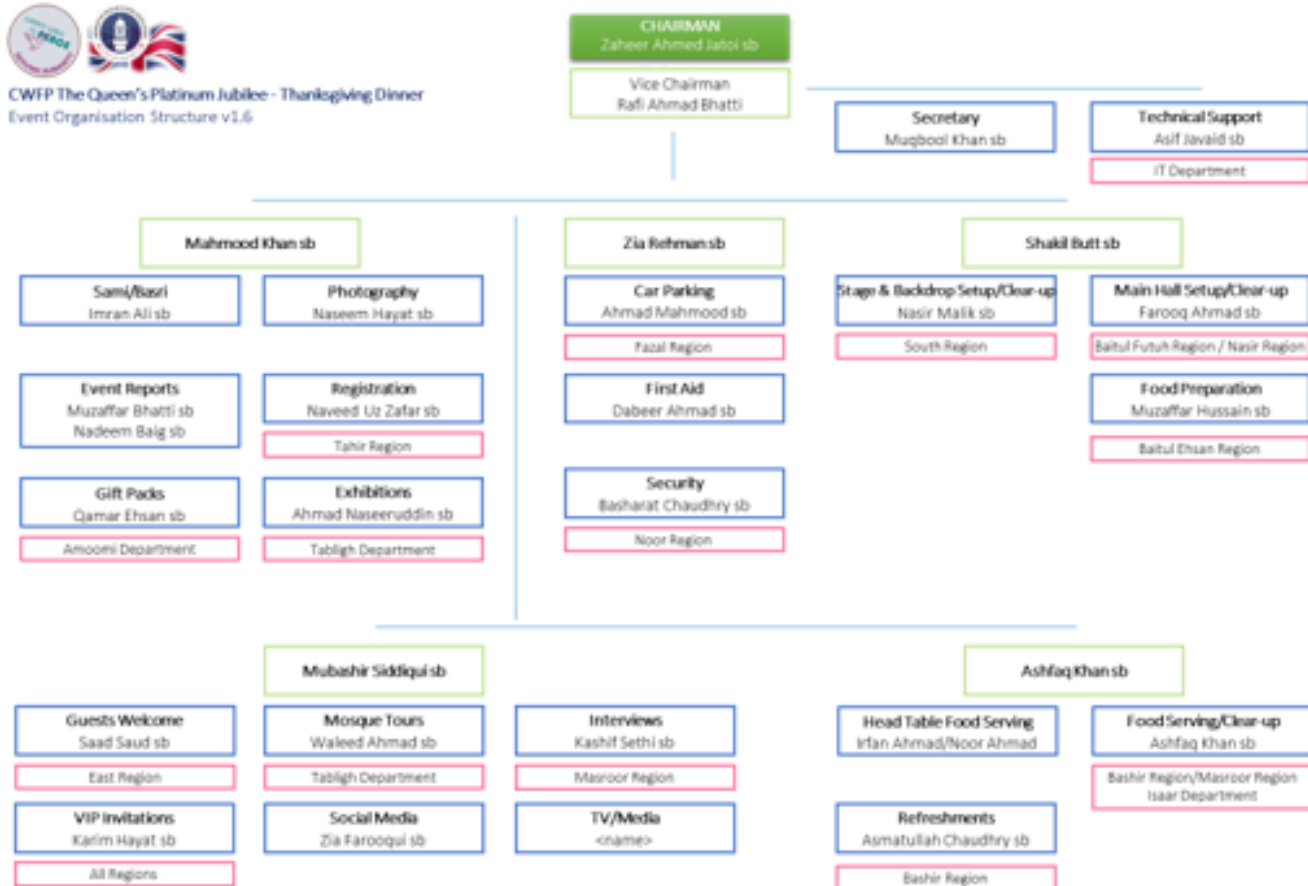 CWFP The Queen's Platinum Jubilee - Thanksgiving Dinner
Event Organisation Structure v1.6
CHAIRMAN
Zaheer Ahmed Jatoi sb
Vice Chairman
Rafi Ahmad Bhatti
Secretary
Muqbool Khan sb
Technical Support
Asif Javaid sb
IT Department
Mahmood Khan sb
Sami/Basri
Imran Ali sb
Photography
Naseem Hayat sb
Event Reports
Muzaffar Bhatti sb
Nadeem Baig sb
Registration
Naveed Uz Zafar sb
Tahir Region
Gift Packs
Qamar Ehsan sb
Amoomi Department
Exhibitions
Ahmad Naseeruddin sb
Tabligh Department
Zia Rehman sb
Car Parking
Ahmad Mahmood sb
Fazal Region
First Aid
Dabeer Ahmad sb
Security
Basharat Chaudhry sb
Noor Region
Shakil Butt sb
Stage & Backdrop Setup/Clear-up
Nasir Malik sb
South Region
Main Hall Setup/Clear-up
Farooq Ahmad sb
Baitul Futuh Region / Nasir Region
Food Preparation
Muzaffar Hussain sb
Baitul Ehsan Region
Mubashir Siddiqui sb
Guests Welcome
Saad Saud sb
East Region
Mosque Tours
Waleed Ahmad sb
Tabligh Department
Interviews
Kashif Sethi sb
Masroor Region
VIP Invitations
Karim Hayat sb
All Regions
Social Media
Zia Farooqui sb
TV/Media
<name>
Ashfaq Khan sb
Head Table Food Serving
Irfan Ahmad/Noor Ahmad
Food Serving/Clear-up
Ashfaq Khan sb
Bashir Region/Masroor Region
Isaar Department
Refreshments
Asmatullah Chaudhry sb
Bashir Region